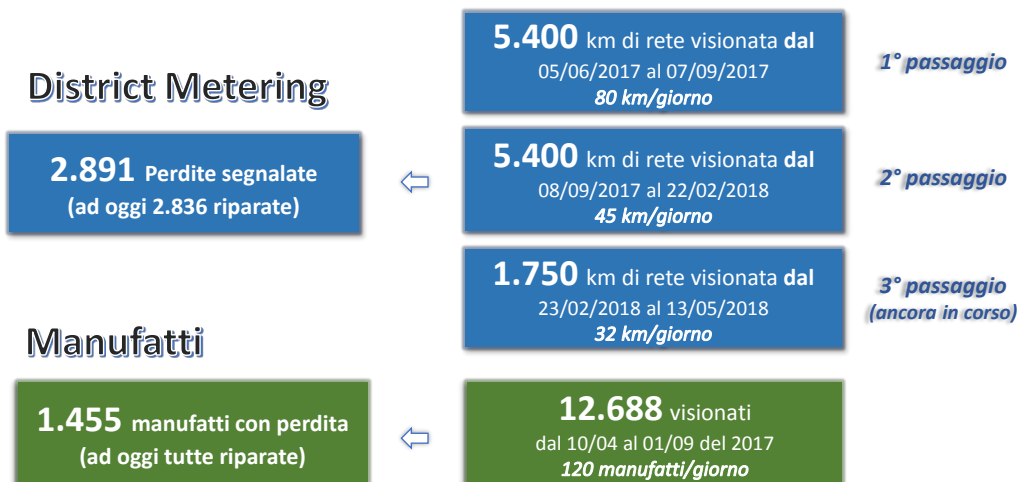 District Metering
5.400 km di rete visionata dal
05/06/2017 al 07/09/2017
80 km/giorno
1° passaggio
2.891 Perdite segnalate
(ad oggi 2.836 riparate)
5.400 km di rete visionata dal
08/09/2017 al 22/02/2018
45 km/giorno
2° passaggio
1.750 km di rete visionata dal
23/02/2018 al 13/05/2018
32 km/giorno
3° passaggio
(ancora in corso)
Manufatti
1.455 manufatti con perdita
(ad oggi tutte riparate)
12.688 visionati
dal 10/04 al 01/09 del 2017
120 manufatti/giorno